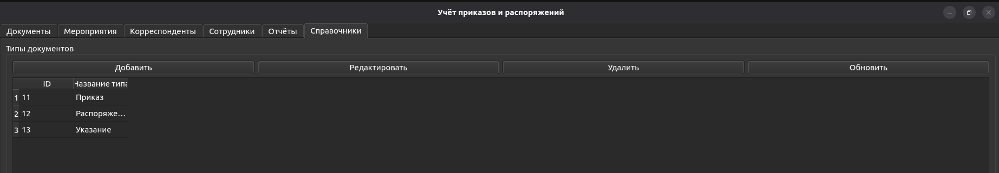 Учёт приказов и распоряжений
Документы Мероприятия Корреспонденты Сотрудники Отчёты Справочники
Типы документов
Добавить Редактировать Удалить Обновить
ID Название типа
1 11 Приказ
2 12 Распоряже...
3 13 Указание